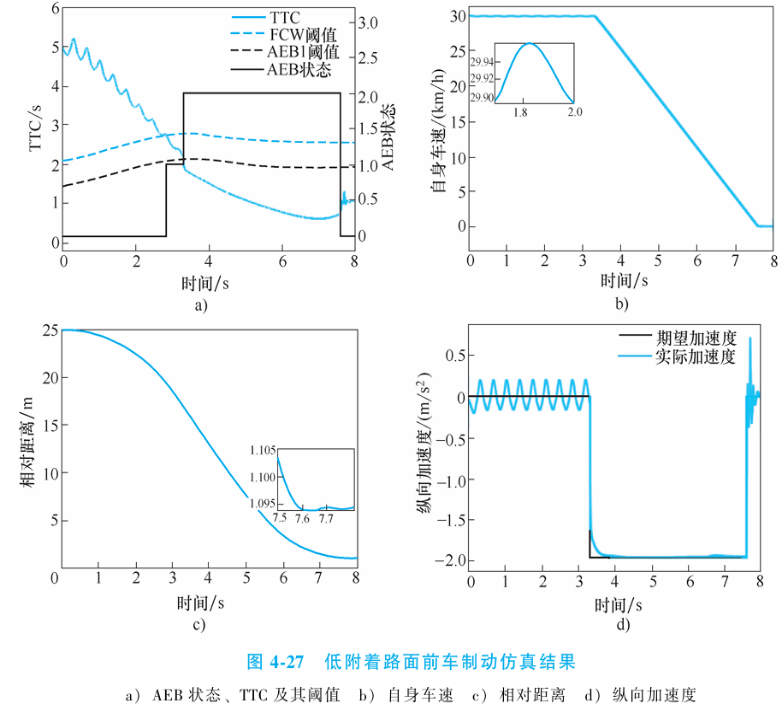 TTC
FCW阈值
AEB1阈值
AEB状态
TTC/s
AEB状态
6
5
4
3
2
1
0
3.0
2.5
2.0
1.5
1.0
0.5
0
0 2 4 6 8
时间/s
a)
自身车速/(km/h)
30
25
20
15
10
5
0
29.96
29.94
29.92
29.90
1.8 2.0
0 1 2 3 4 5 6 7 8
时间/s
b)
相对距离/m
25
20
15
10
5
0
1.105
1.100
1.095
7.5 7.6 7.7
1 2 3 4 5 6 7 8
时间/s
c)
期望加速度
实际加速度
纵向加速度/(m/s²)
0.5
0
-0.5
-1.0
-1.5
-2.0
0 1 2 3 4 5 6 7 8
时间/s
d)
图 4-27 低附着路面前车制动仿真结果
a) AEB 状态、TTC 及其阈值 b) 自身车速 c) 相对距离 d) 纵向加速度